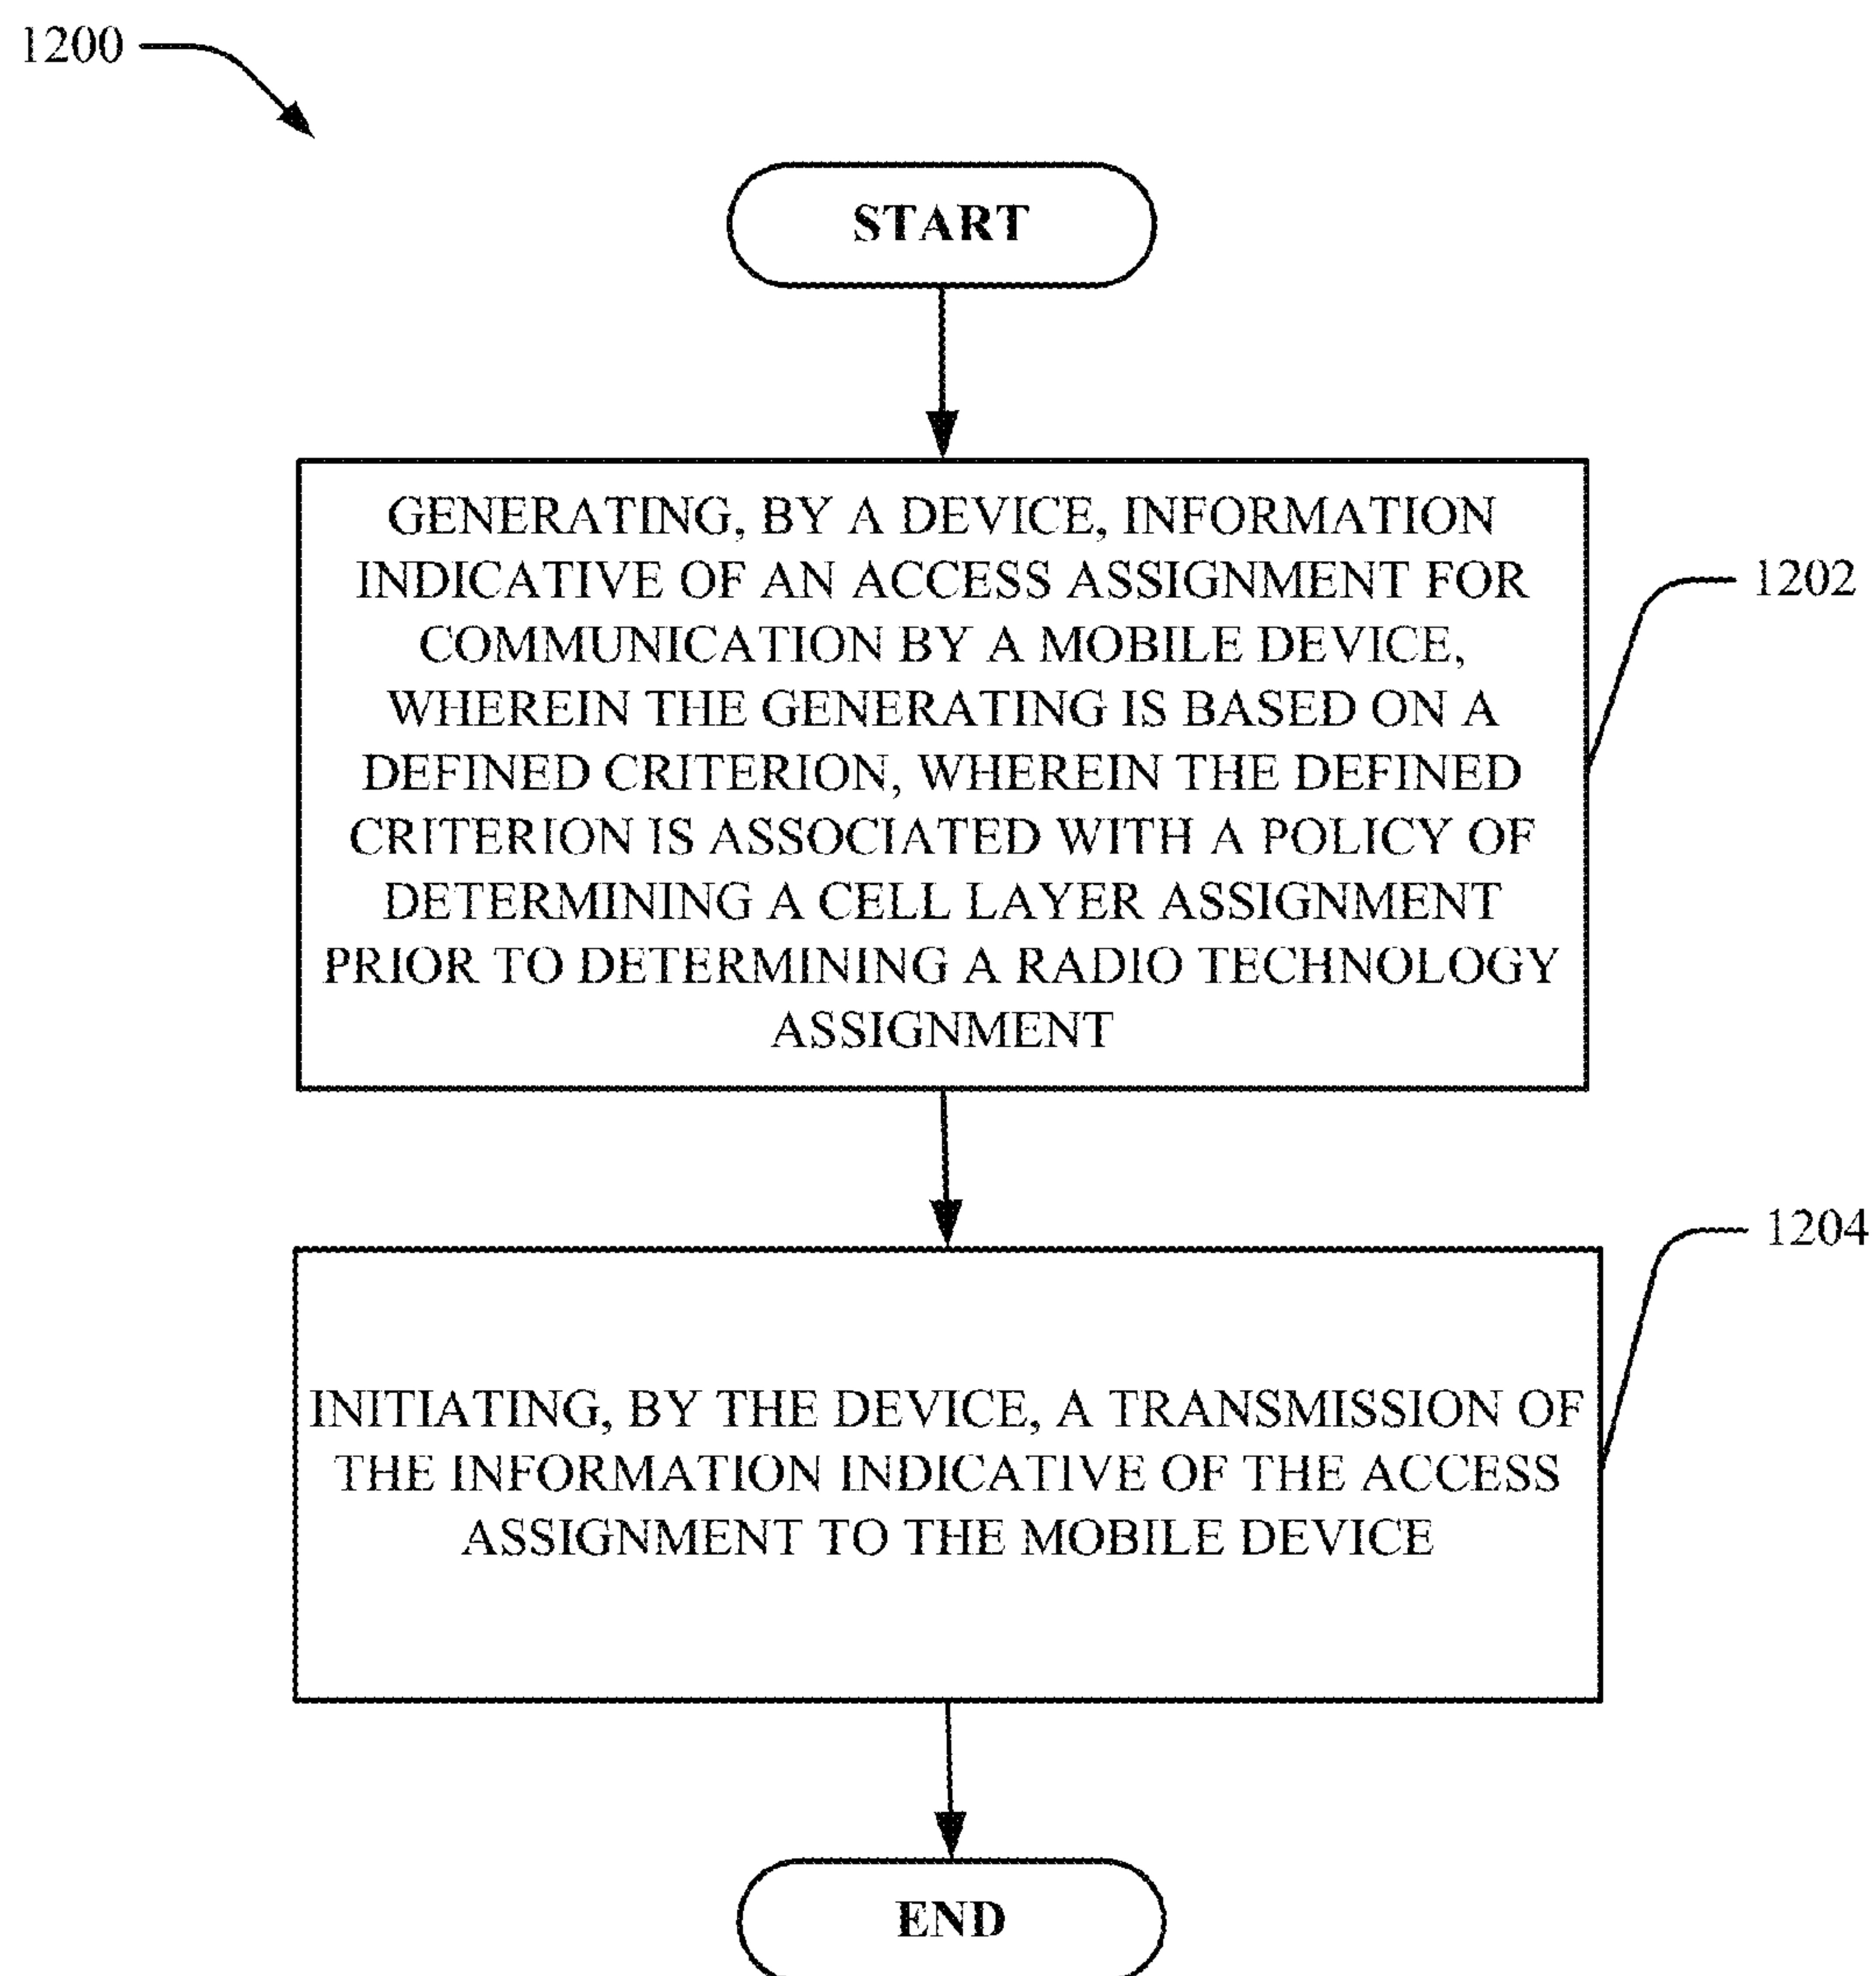 1200
START
GENERATING, BY A DEVICE, INFORMATION
INDICATIVE OF AN ACCESS ASSIGNMENT FOR
COMMUNICATION BY A MOBILE DEVICE,
WHEREIN THE GENERATING IS BASED ON A
DEFINED CRITERION, WHEREIN THE DEFINED
CRITERION IS ASSOCIATED WITH A POLICY OF
DETERMINING A CELL LAYER ASSIGNMENT
PRIOR TO DETERMINING A RADIO TECHNOLOGY
ASSIGNMENT
1202
INITIATING, BY THE DEVICE, A TRANSMISSION OF
THE INFORMATION INDICATIVE OF THE ACCESS
ASSIGNMENT TO THE MOBILE DEVICE
1204
END